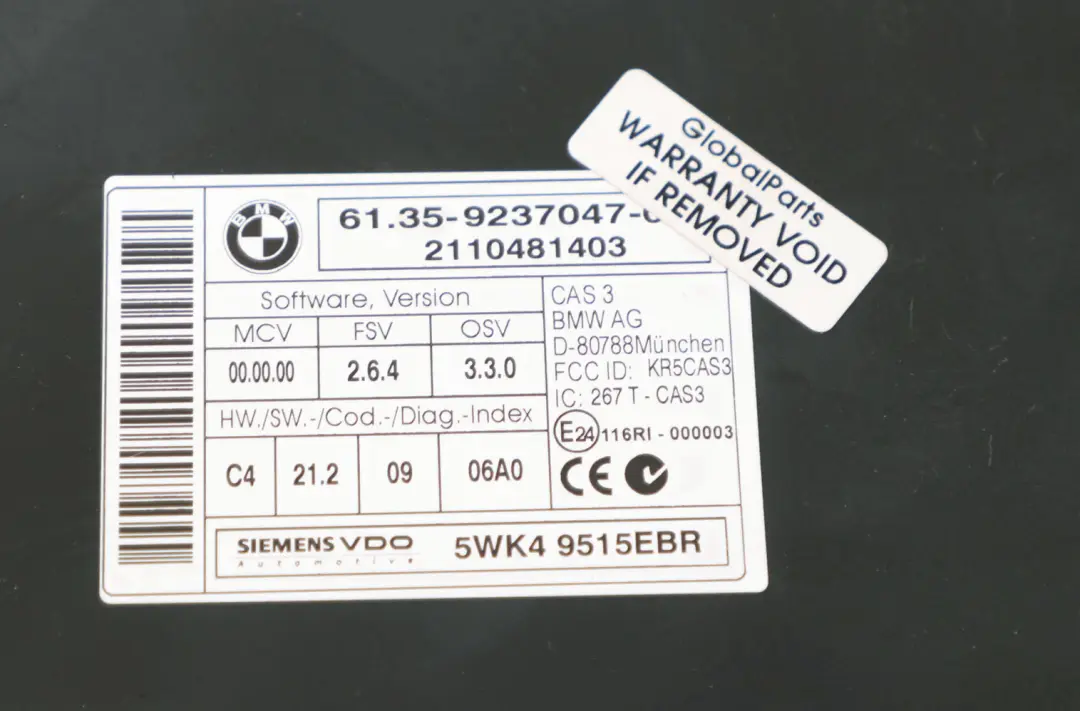 GlobalParts
WARRANTY VOID
IF REMOVED
BMW
61.35-9237047-
2110481403
Software, Version
MCV FSV OSV
00.00.00 2.6.4 3.3.0
HW./SW.-/Cod.-/Diag.-Index
C4 21.2 09 06A0
CAS 3
BMW AG
D-80788München
FCC ID: KR5CAS3
IC: 267 T - CAS3
E24 116RI - 000003
CE
SIEMENS VDO
Automotive
5WK4 9515EBR